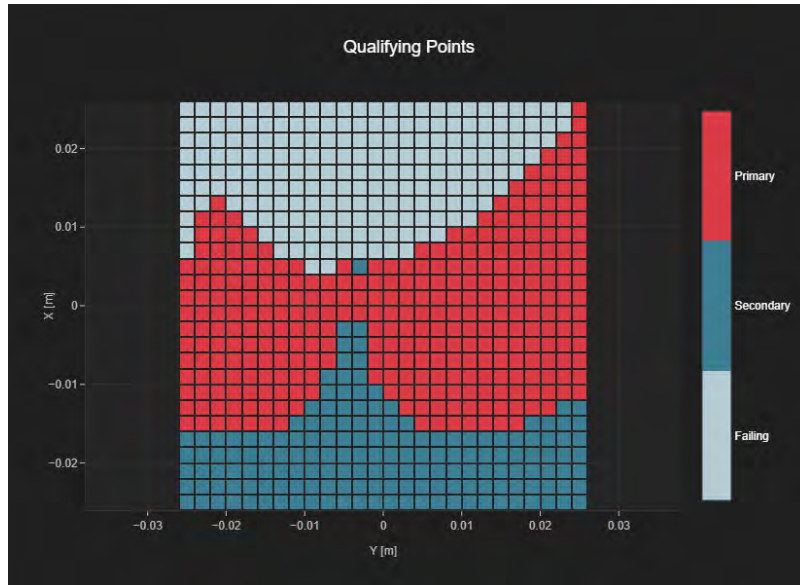 Qualifying Points
X [m]
0.02
0.01
0
−0.01
−0.02
−0.03
−0.02
−0.01
0
0.01
0.02
0.03
Y [m]
Primary
Secondary
Failing